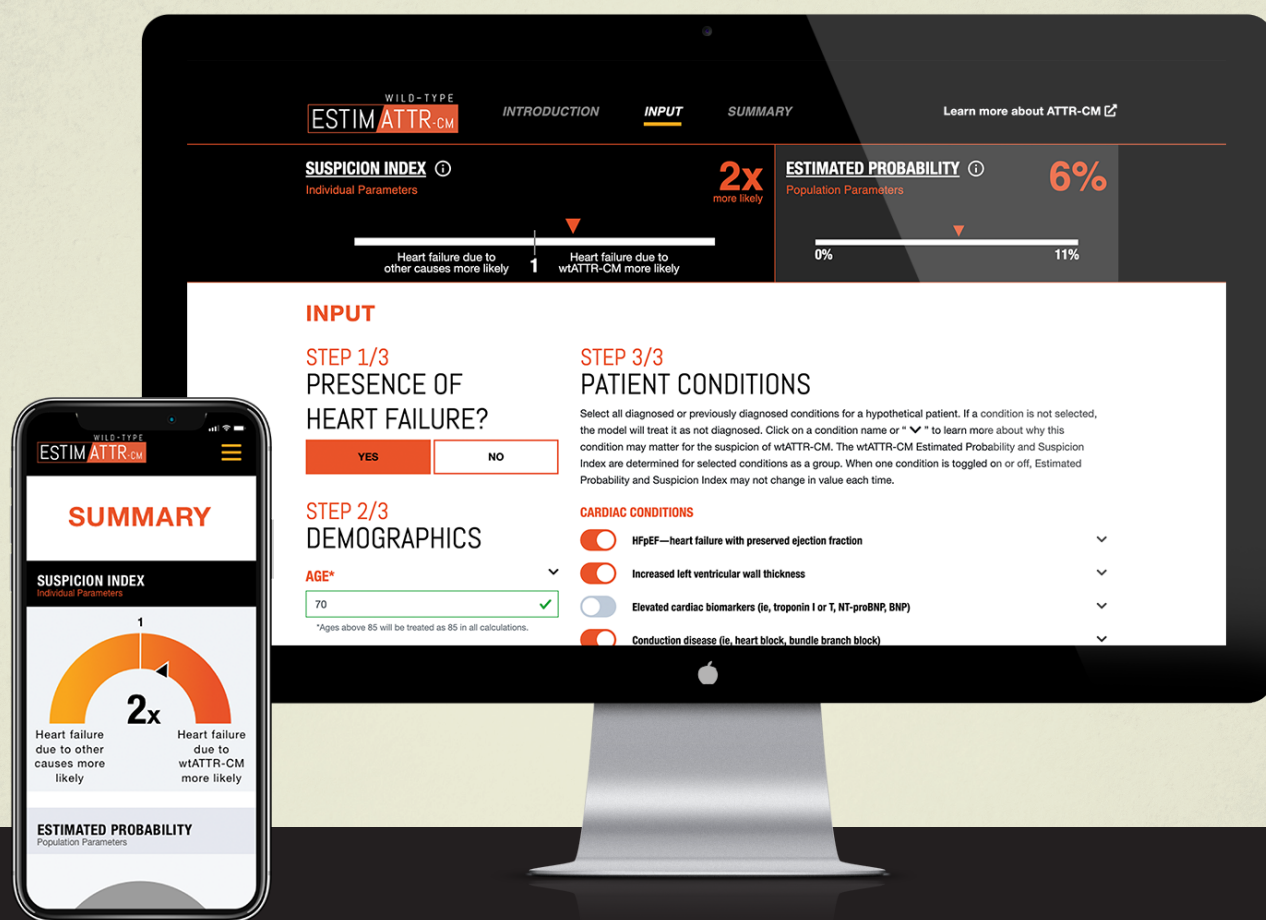 WILD-TYPE
ESTIMATTR-CM
INTRODUCTION
INPUT
SUMMARY
Learn more about ATTR-CM
SUSPICION INDEX
Individual Parameters
2x
more likely
Heart failure due to
other causes more likely
1
Heart failure due to
wtATTR-CM more likely
ESTIMATED PROBABILITY
Population Parameters
6%
0%
11%
INPUT
STEP 1/3
PRESENCE OF
HEART FAILURE?
YES
NO
STEP 2/3
DEMOGRAPHICS
AGE*
70
*Ages above 85 will be treated as 85 in all calculations.
STEP 3/3
PATIENT CONDITIONS
Select all diagnosed or previously diagnosed conditions for a hypothetical patient. If a condition is not selected,
the model will treat it as not diagnosed. Click on a condition name or " " to learn more about why this
condition may matter for the suspicion of wtATTR-CM. The wtATTR-CM Estimated Probability and Suspicion
Index are determined for selected conditions as a group. When one condition is toggled on or off, Estimated
Probability and Suspicion Index may not change in value each time.
CARDIAC CONDITIONS
HFpEF—heart failure with preserved ejection fraction
Increased left ventricular wall thickness
Elevated cardiac biomarkers (ie, troponin I or T, NT-proBNP, BNP)
Conduction disease (ie, heart block, bundle branch block)
WILD-TYPE
ESTIMATTR-CM
SUMMARY
SUSPICION INDEX
Individual Parameters
1
2x
Heart failure
due to other
causes more
likely
Heart failure
due to
wtATTR-CM
more likely
ESTIMATED PROBABILITY
Population Parameters